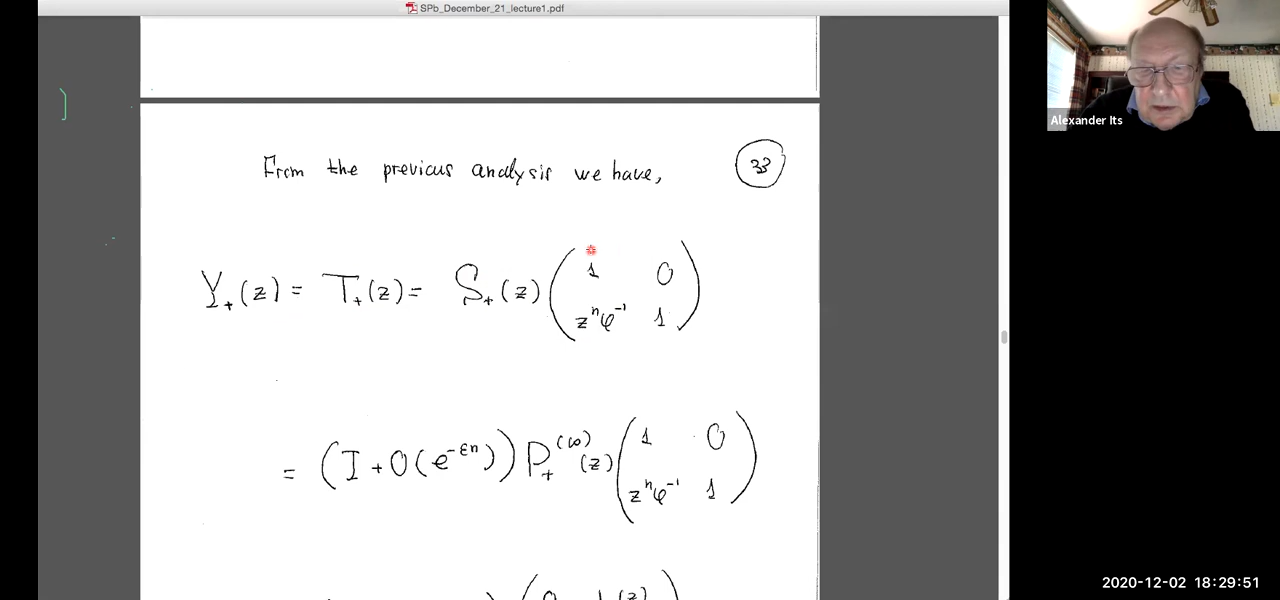 SPb_December_21_lecture1.pdf
Alexander Its
From the previous analysis we have,
33
Y₊(z) = T₊(z) = S₊(z) ( 1 0
zⁿφ⁻¹ 1 )
= (I + O(e^{-εn})) P₊^{(∞)}(z) ( 1 0
zⁿφ⁻¹ 1 )
2020-12-02 18:29:51